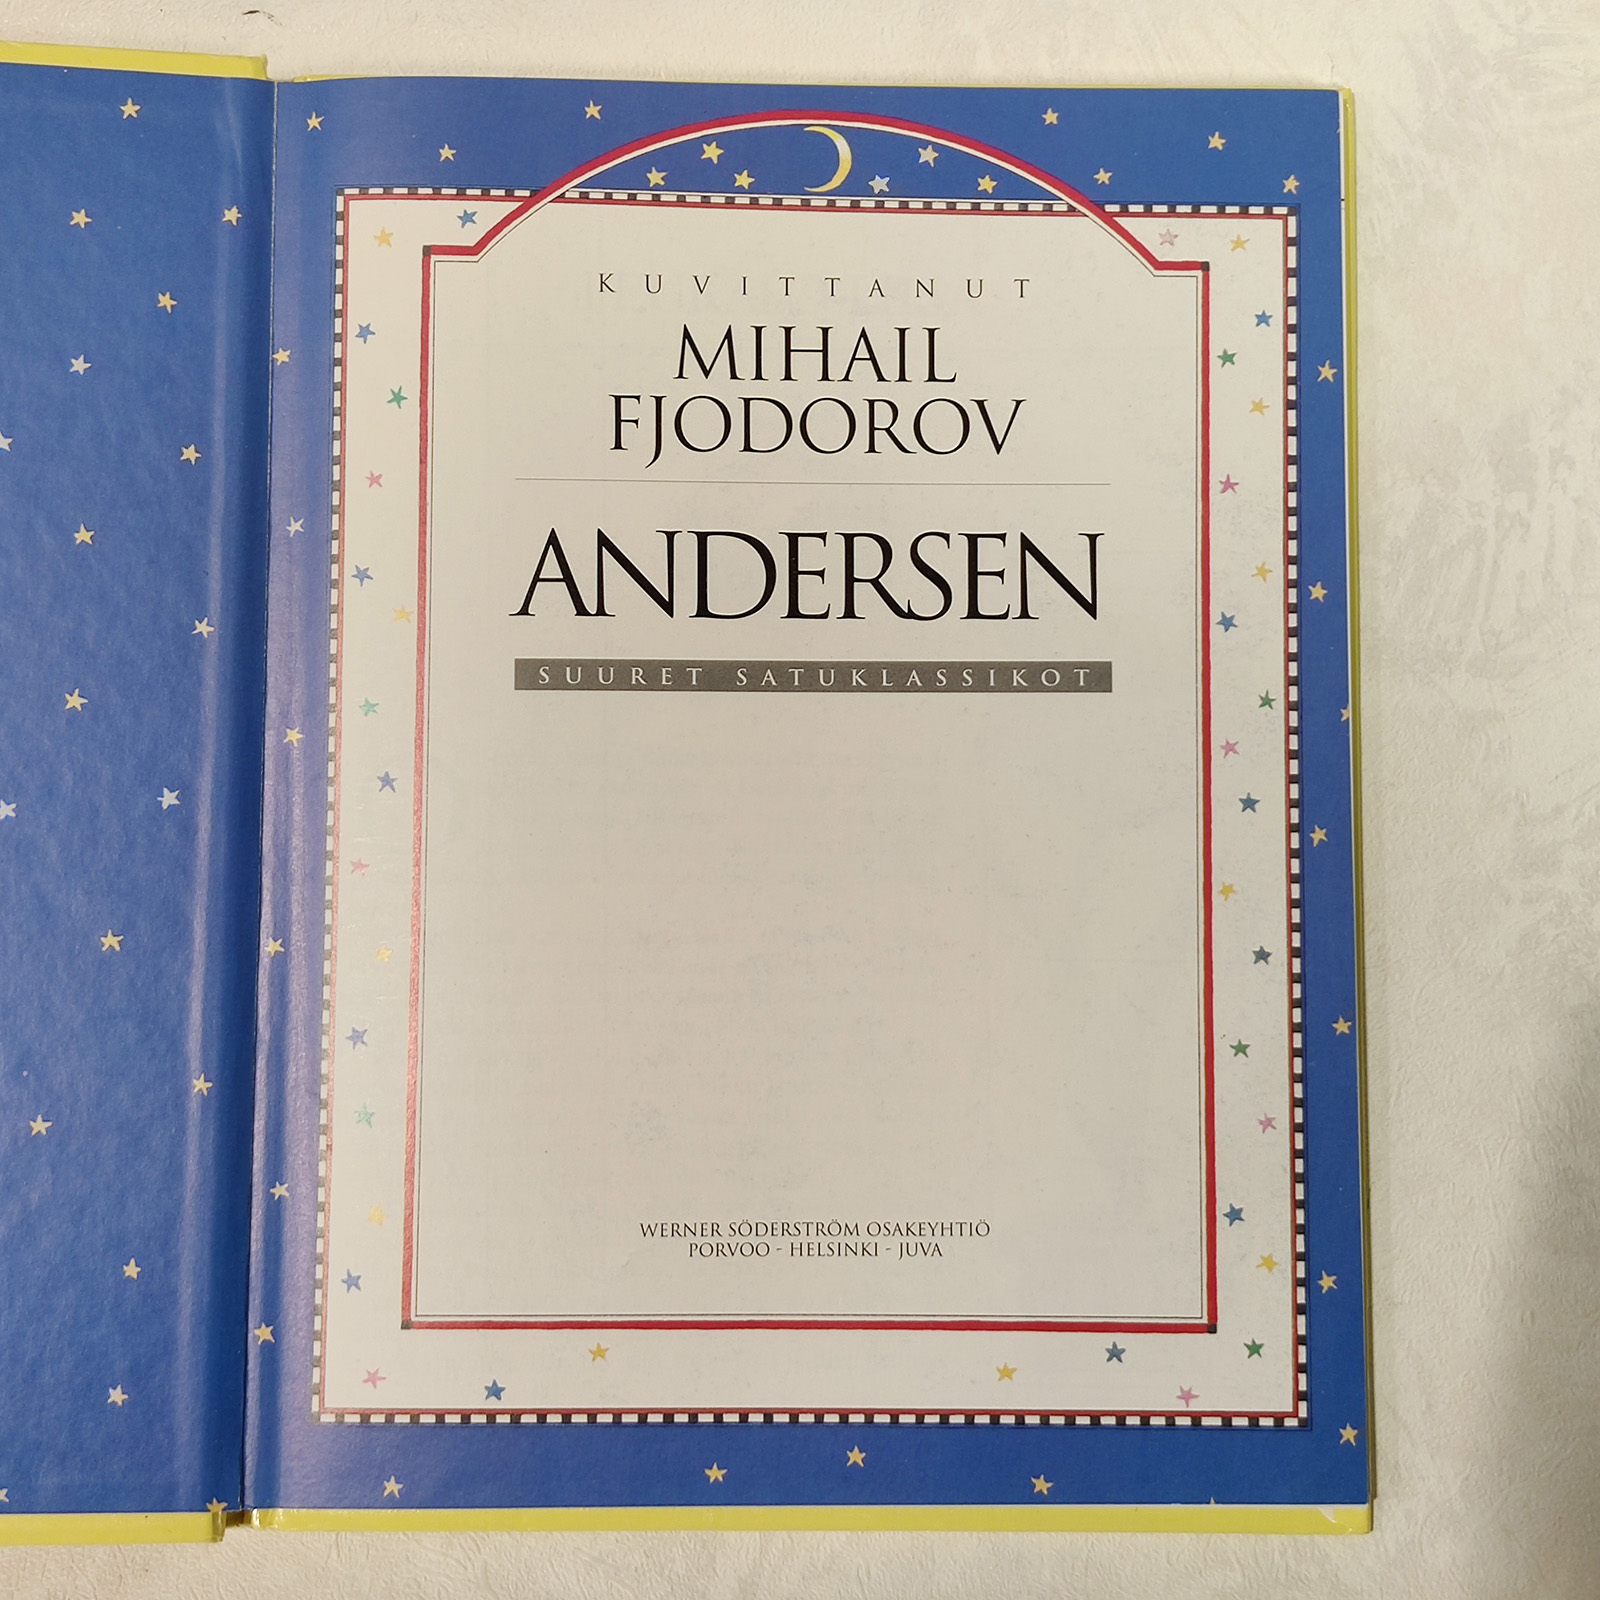 KUVITTANUT
MIHAIL
FJODOROV
ANDERSEN
SUURET SATUKLASSIKOT
WERNER SÖDERSTRÖM OSAKEYHTIÖ
PORVOO - HELSINKI - JUVA